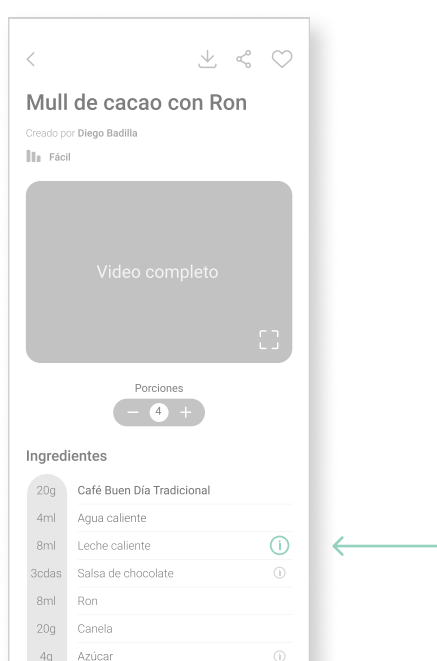 Mull de cacao con Ron
Creado por Diego Badilla
Fácil
Video completo
Porciones
4
Ingredientes
20g Café Buen Día Tradicional
4ml Agua caliente
8ml Leche caliente
3cdas Salsa de chocolate
8ml Ron
20g Canela
4g Azúcar